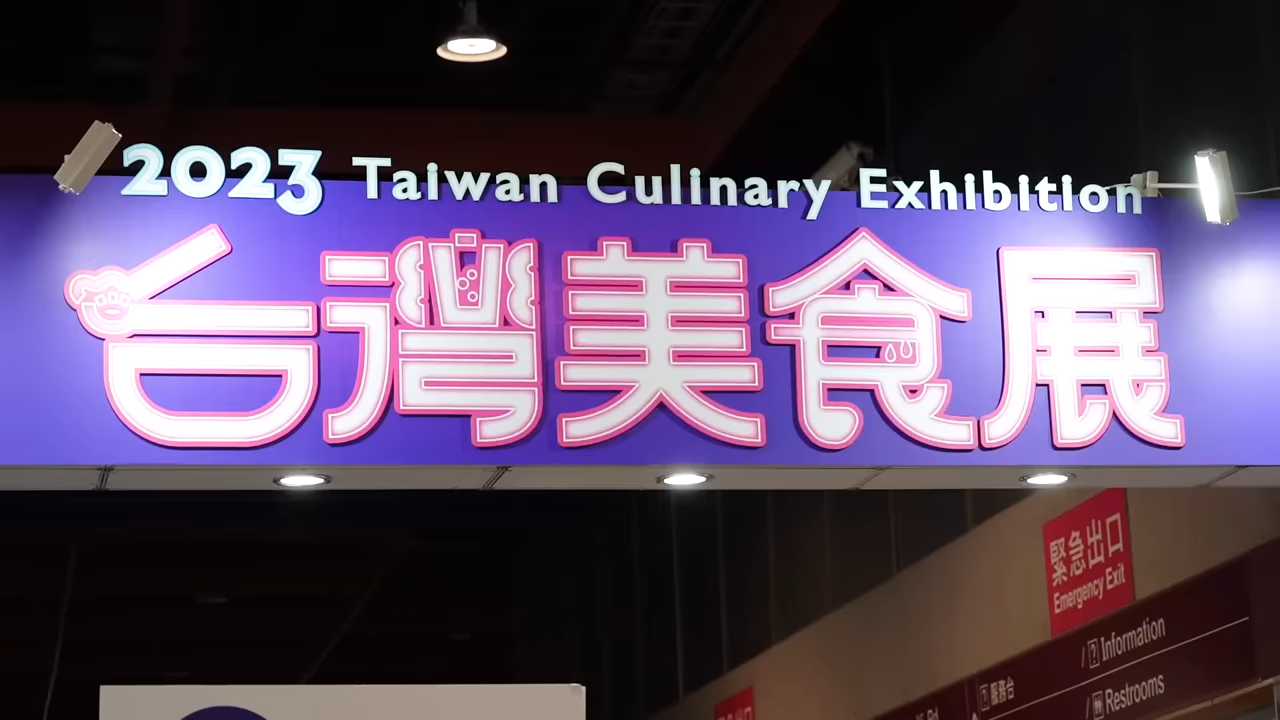 2023 Taiwan Culinary Exhibition
台灣美食展
緊急出口
Emergency Exit
Information
服務台
Restrooms